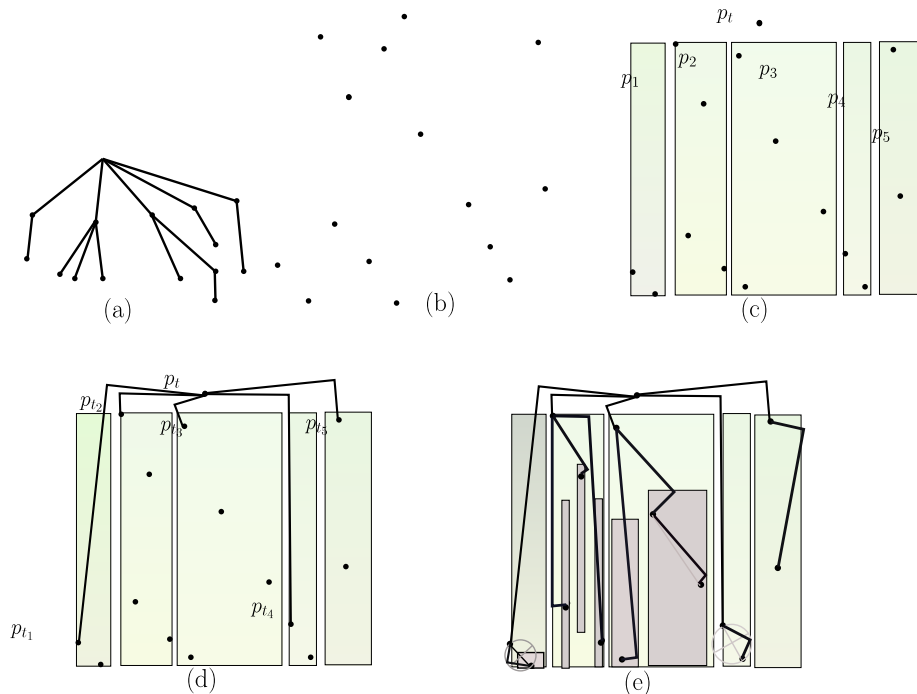 (a)
(b)
p_t
p_1
p_2
p_3
p_4
p_5
(c)
p_t
p_{t_2}
p_{t_3}
p_{t_5}
p_{t_4}
p_{t_1}
(d)
(e)